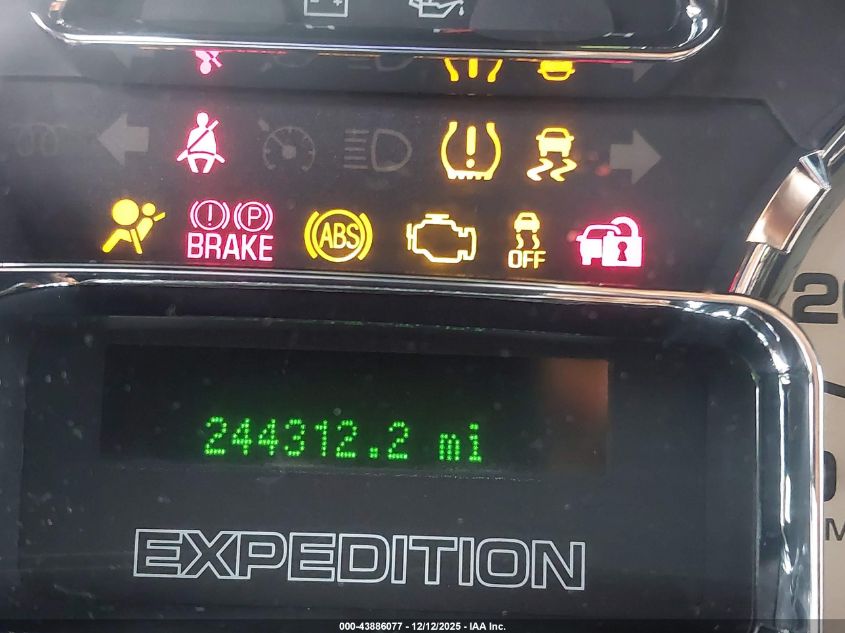 BRAKE
P
ABS
OFF
244312.2 mi
EXPEDITION
000-43886077 - 12/12/2025 - IAA Inc.